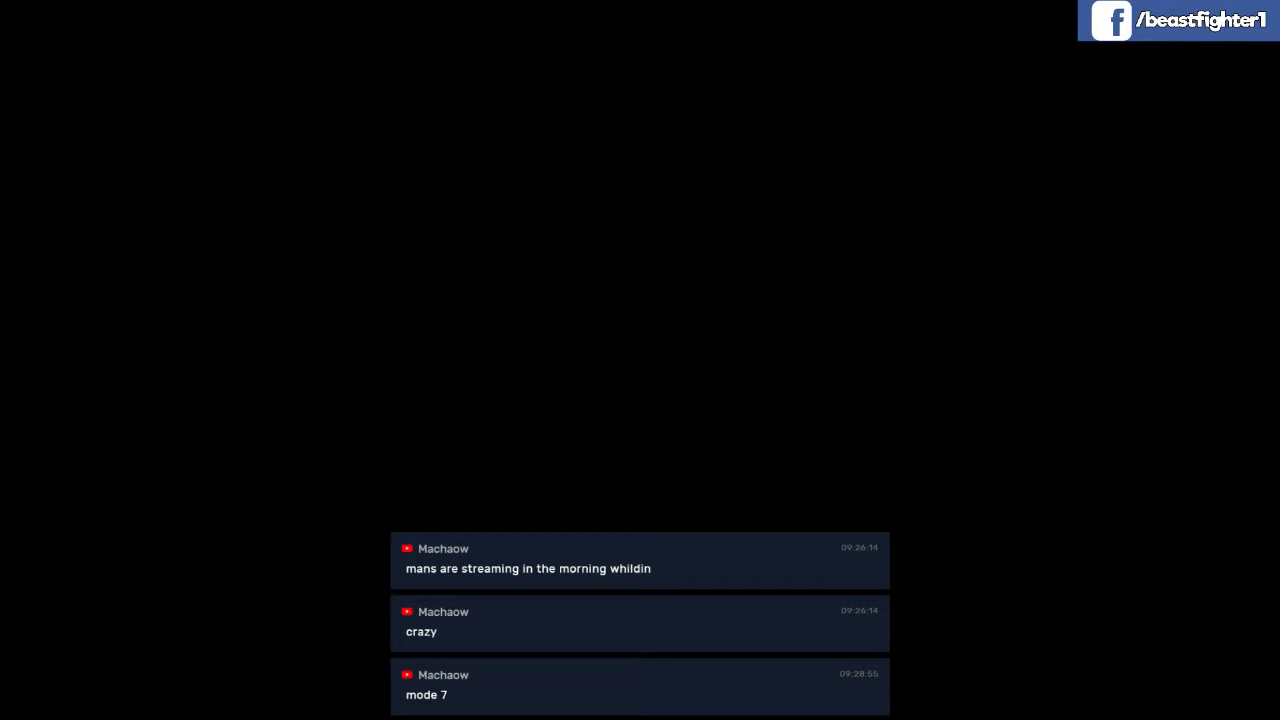 f /beastfighter1
Machaow 09:26:14
mans are streaming in the morning whildin
Machaow 09:26:14
crazy
Machaow 09:28:55
mode 7